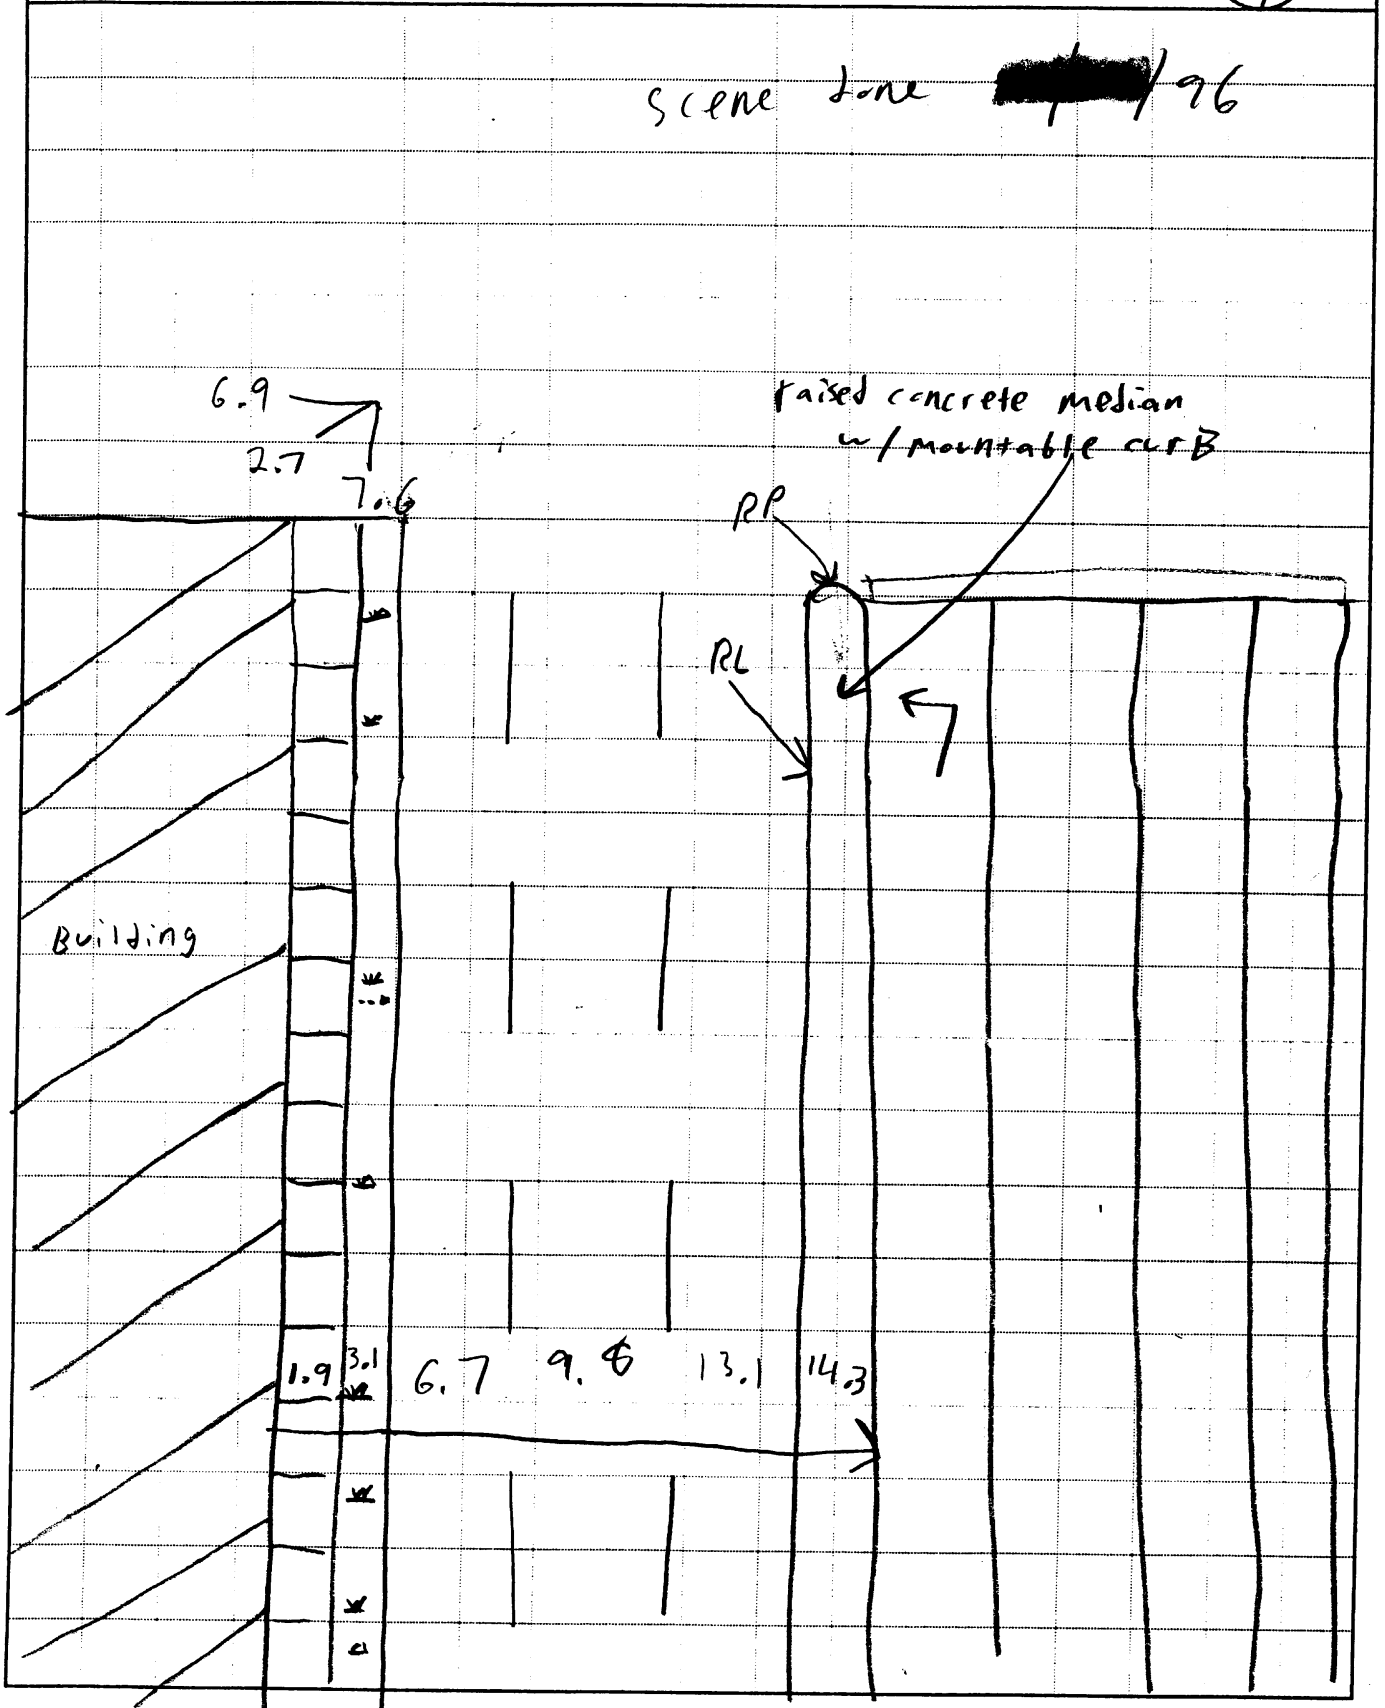 scene done /96
raised concrete median
w/ mountable curB
6.9
2.7
7.6
RP
RL
Building
1.9 3.1 6.7 13.1 14.3